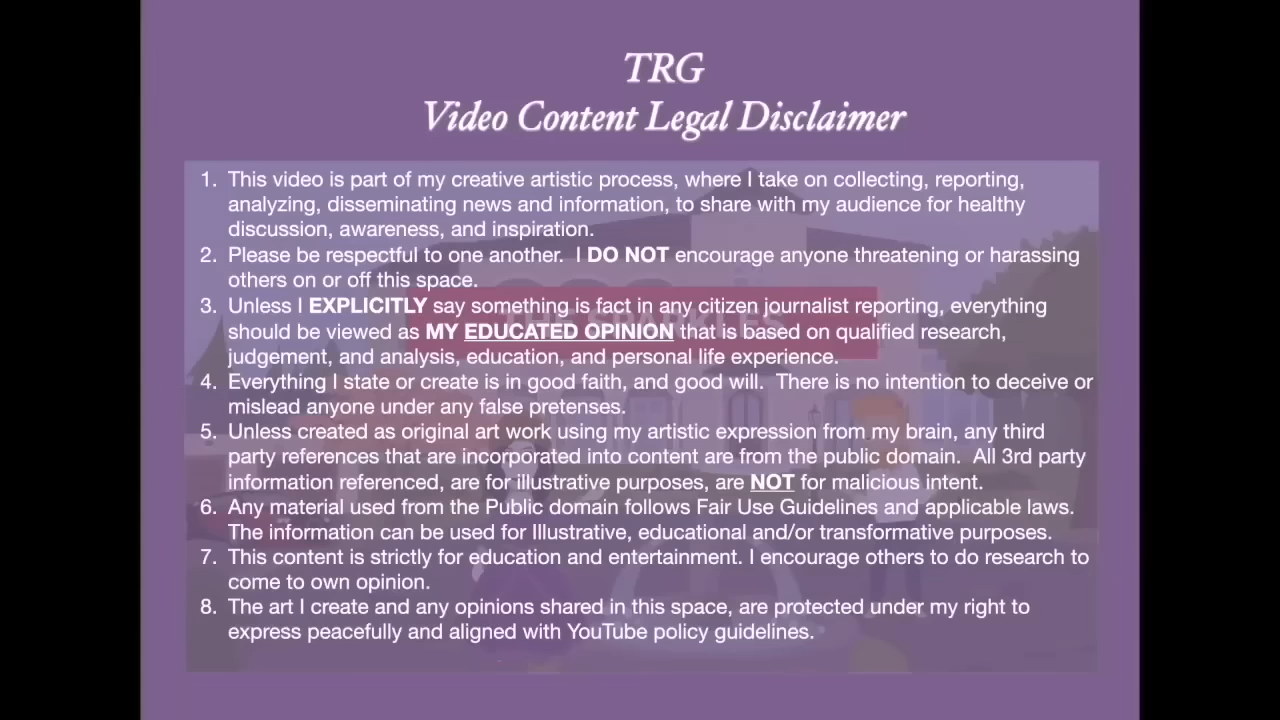 TRG
Video Content Legal Disclaimer
1. This video is part of my creative artistic process, where I take on collecting, reporting,
analyzing, disseminating news and information, to share with my audience for healthy
discussion, awareness, and inspiration.
2. Please be respectful to one another.  I DO NOT encourage anyone threatening or harassing
others on or off this space.
3. Unless I EXPLICITLY say something is fact in any citizen journalist reporting, everything
should be viewed as MY EDUCATED OPINION that is based on qualified research,
judgement, and analysis, education, and personal life experience.
4. Everything I state or create is in good faith, and good will.  There is no intention to deceive or
mislead anyone under any false pretenses.
5. Unless created as original art work using my artistic expression from my brain, any third
party references that are incorporated into content are from the public domain.  All 3rd party
information referenced, are for illustrative purposes, are NOT for malicious intent.
6. Any material used from the Public domain follows Fair Use Guidelines and applicable laws.
The information can be used for Illustrative, educational and/or transformative purposes.
7. This content is strictly for education and entertainment. I encourage others to do research to
come to own opinion.
8. The art I create and any opinions shared in this space, are protected under my right to
express peacefully and aligned with YouTube policy guidelines.